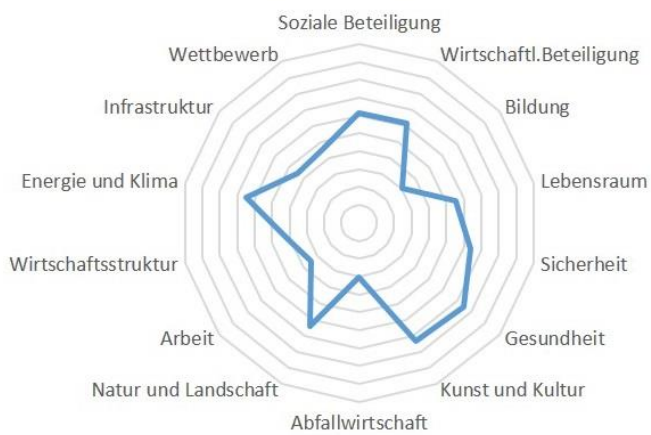 Soziale Beteiligung
Wettbewerb
Wirtschaftl.Beteiligung
Infrastruktur
Bildung
Energie und Klima
Lebensraum
Wirtschaftsstruktur
Sicherheit
Arbeit
Gesundheit
Natur und Landschaft
Kunst und Kultur
Abfallwirtschaft